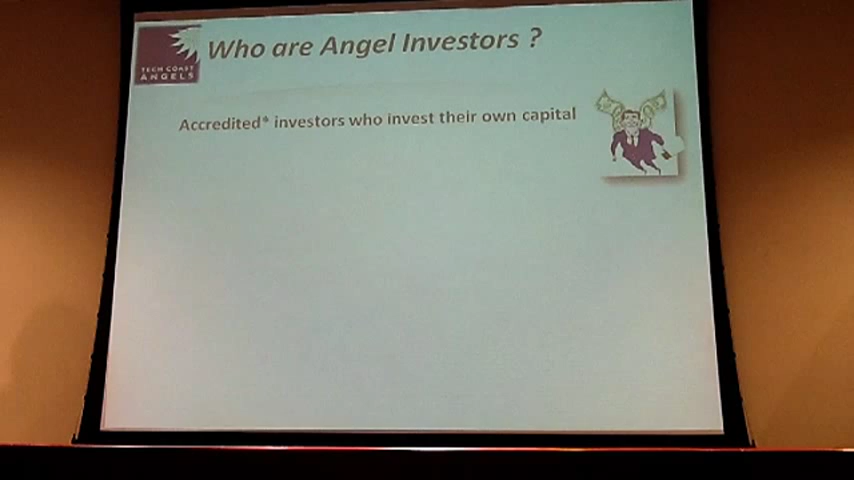 Who are Angel Investors ?
TECH COAST
ANGELS
Accredited* investors who invest their own capital